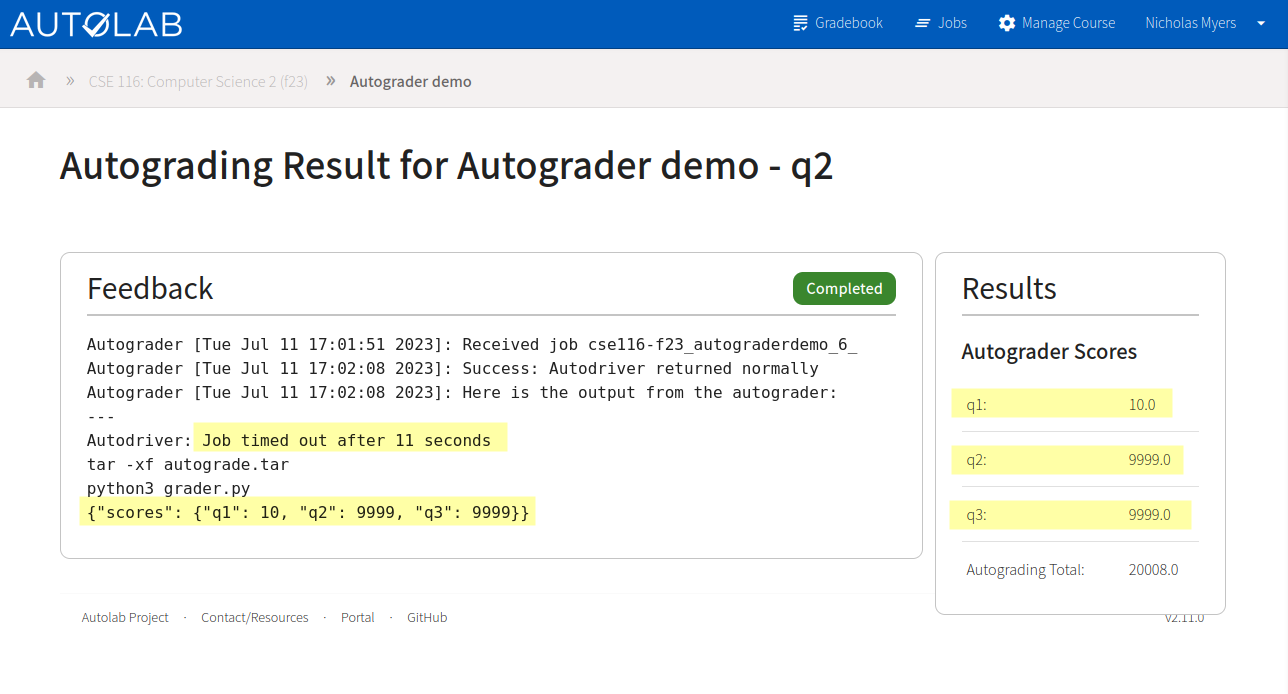 AUTOLAB
Gradebook
Jobs
Manage Course
Nicholas Myers
» CSE 116: Computer Science 2 (f23) » Autograder demo
Autograding Result for Autograder demo - q2
Feedback
Completed
Autograder [Tue Jul 11 17:01:51 2023]: Received job cse116-f23_autograderdemo_6_
Autograder [Tue Jul 11 17:02:08 2023]: Success: Autodriver returned normally
Autograder [Tue Jul 11 17:02:08 2023]: Here is the output from the autograder:
---
Autodriver: Job timed out after 11 seconds
tar -xf autograde.tar
python3 grader.py
{"scores": {"q1": 10, "q2": 9999, "q3": 9999}}
Results
Autograder Scores
q1: 10.0
q2: 9999.0
q3: 9999.0
Autograding Total: 20008.0
Autolab Project · Contact/Resources · Portal · GitHub
v2.11.0